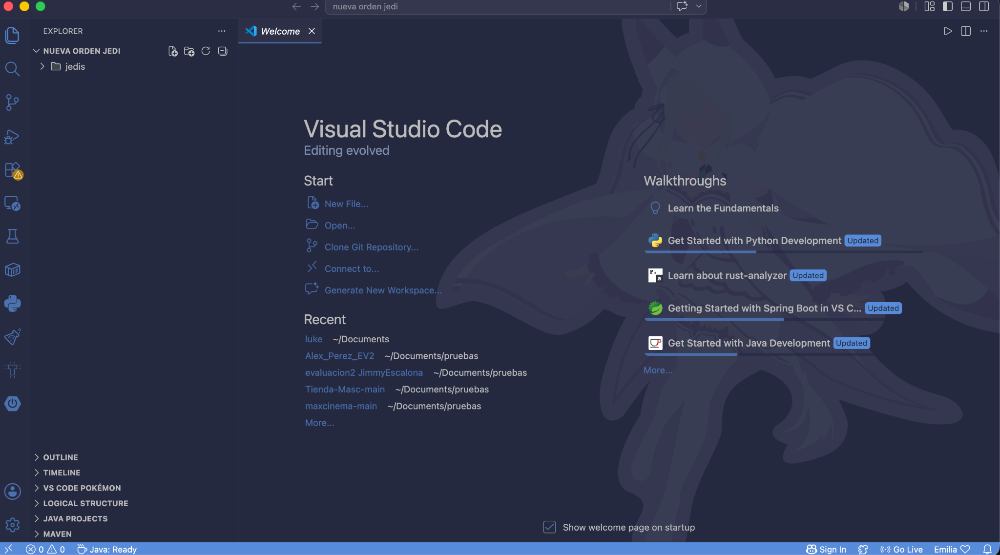 nueva orden jedi
EXPLORER
NUEVA ORDEN JEDI
jedis
OUTLINE
TIMELINE
VS CODE POKÉMON
LOGICAL STRUCTURE
JAVA PROJECTS
MAVEN
Welcome
Visual Studio Code
Editing evolved
Start
New File...
Open...
Clone Git Repository...
Connect to...
Generate New Workspace...
Recent
luke ~/Documents
Alex_Perez_EV2 ~/Documents/pruebas
evaluacion2 JimmyEscalona ~/Documents/pruebas
Tienda-Masc-main ~/Documents/pruebas
maxcinema-main ~/Documents/pruebas
More...
Walkthroughs
Learn the Fundamentals
Get Started with Python Development Updated
r.
a
Learn about rust-analyzer Updated
Getting Started with Spring Boot in VS C... Updated
Get Started with Java Development Updated
More...
Show welcome page on startup
0 0 Java: Ready
Sign In Go Live Emilia